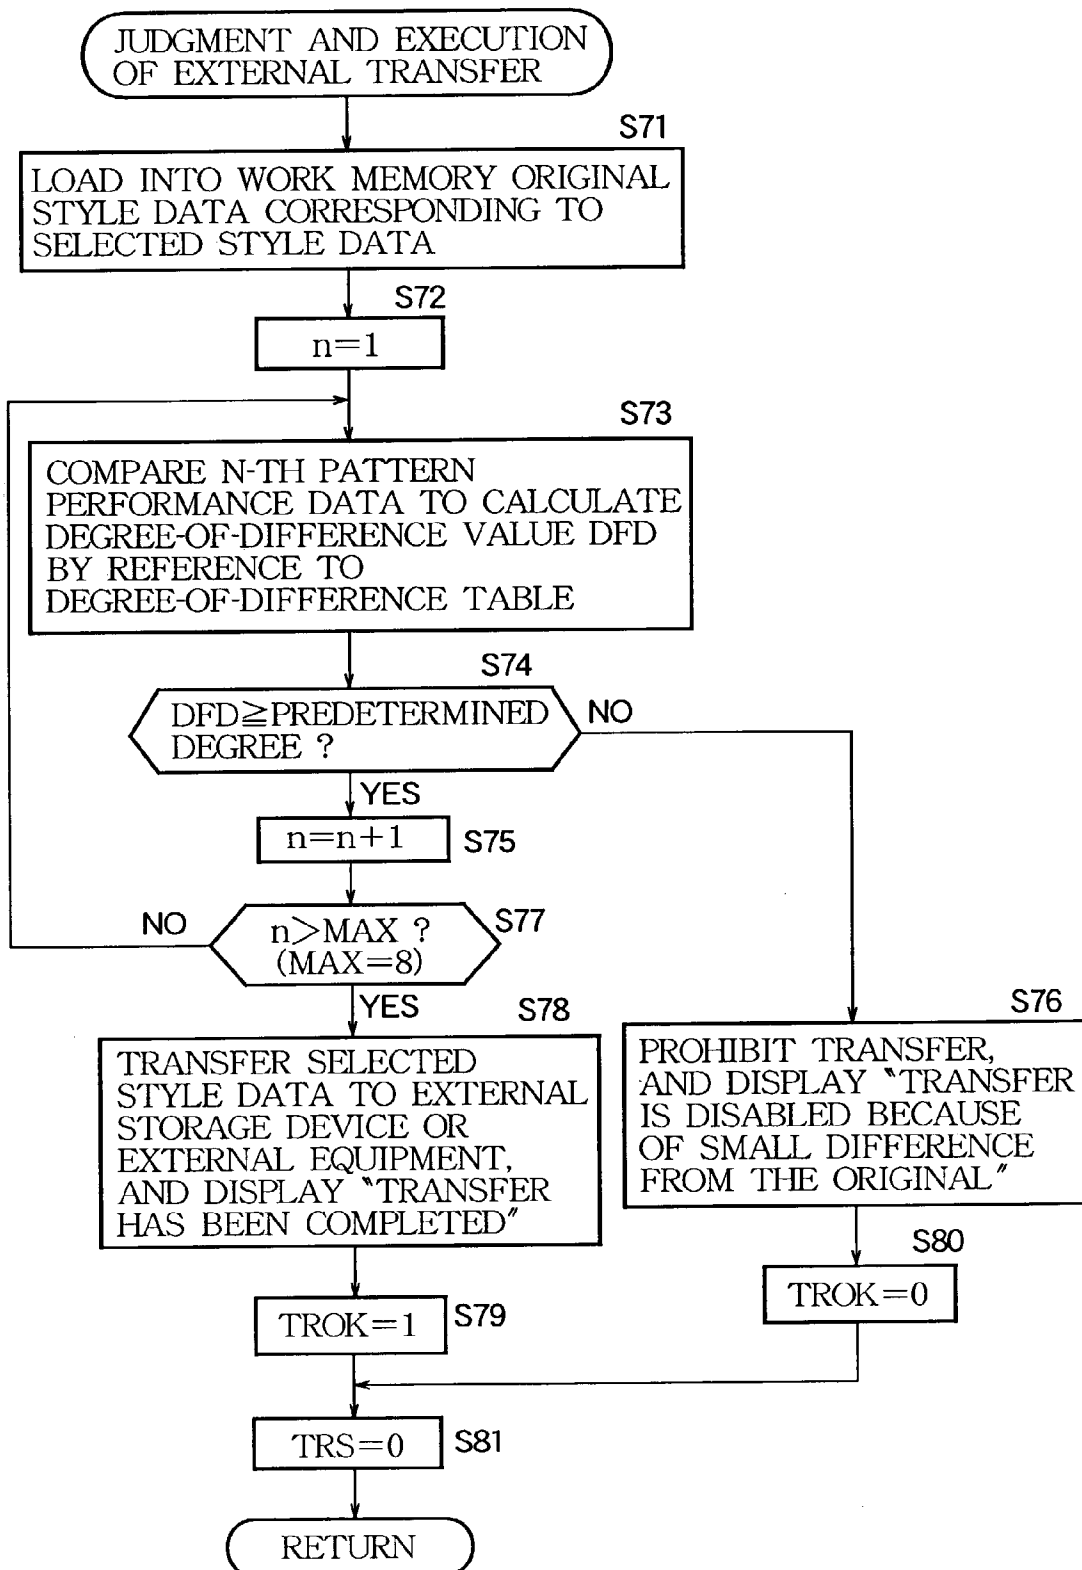 JUDGMENT AND EXECUTION
OF EXTERNAL TRANSFER
S71
LOAD INTO WORK MEMORY ORIGINAL
STYLE DATA CORRESPONDING TO
SELECTED STYLE DATA
S72
n=1
S73
COMPARE N-TH PATTERN
PERFORMANCE DATA TO CALCULATE
DEGREE-OF-DIFFERENCE VALUE DFD
BY REFERENCE TO
DEGREE-OF-DIFFERENCE TABLE
S74
DFD≧PREDETERMINED
DEGREE ?
NO
YES
n=n+1
S75
NO
n>MAX ?
(MAX=8)
S77
YES
S78
TRANSFER SELECTED
STYLE DATA TO EXTERNAL
STORAGE DEVICE OR
EXTERNAL EQUIPMENT,
AND DISPLAY "TRANSFER
HAS BEEN COMPLETED"
S76
PROHIBIT TRANSFER,
AND DISPLAY "TRANSFER
IS DISABLED BECAUSE
OF SMALL DIFFERENCE
FROM THE ORIGINAL"
S80
TROK=0
TROK=1
S79
TRS=0
S81
RETURN